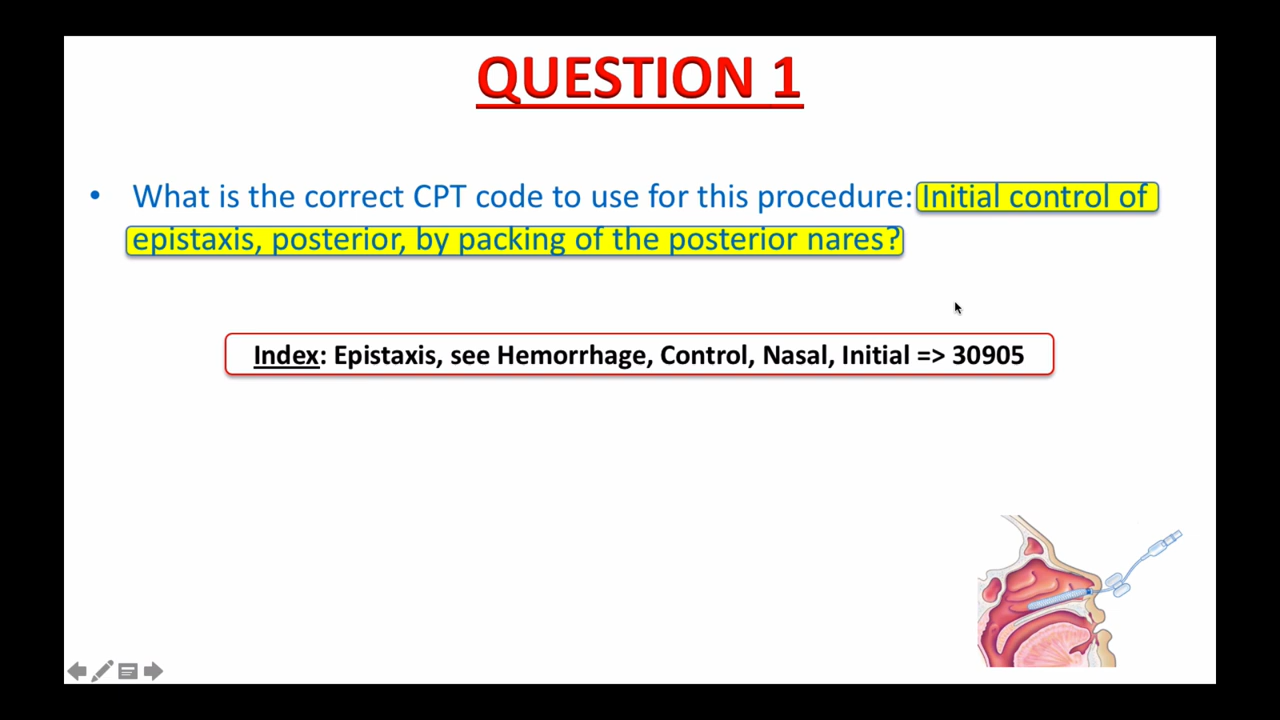 QUESTION 1
• What is the correct CPT code to use for this procedure: Initial control of
epistaxis, posterior, by packing of the posterior nares?
Index: Epistaxis, see Hemorrhage, Control, Nasal, Initial => 30905